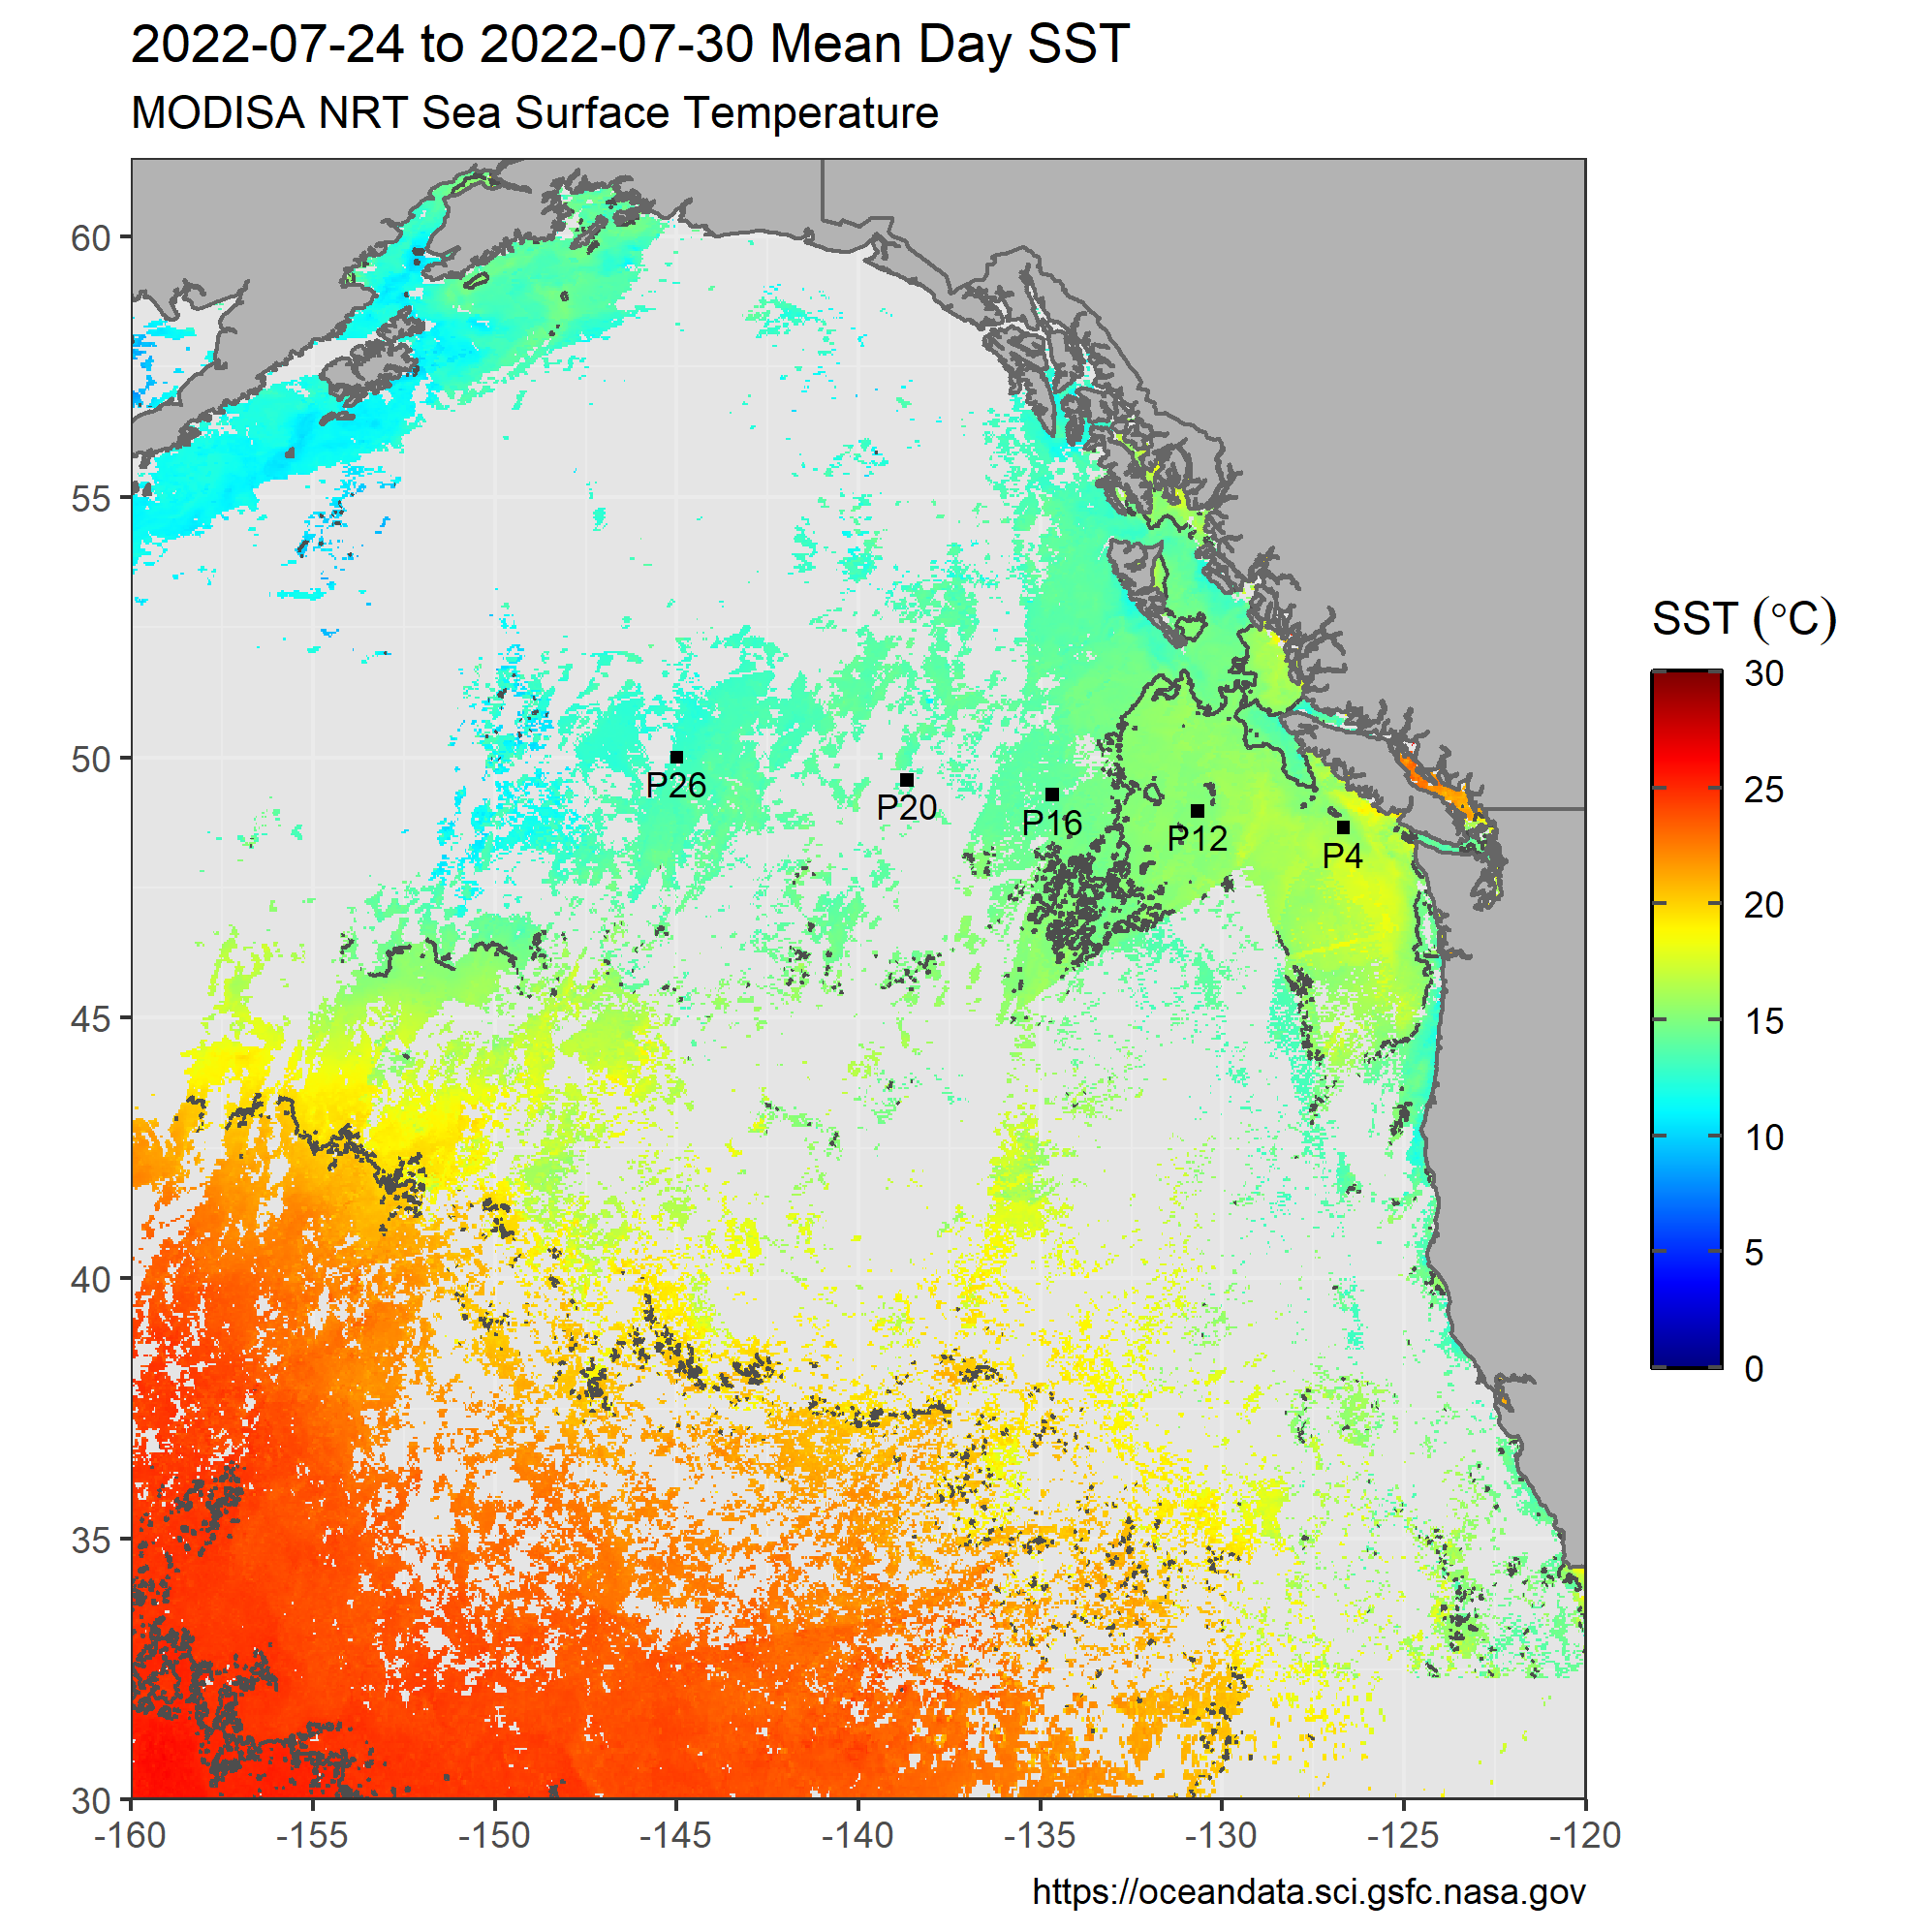 2022-07-24 to 2022-07-30 Mean Day SST
MODISA NRT Sea Surface Temperature
60
55
50
45
40
35
30
P26
P20
P16
P12
P4
-160 -155 -150 -145 -140 -135 -130 -125 -120
SST (°C)
30
25
20
15
10
5
0
https://oceandata.sci.gsfc.nasa.gov